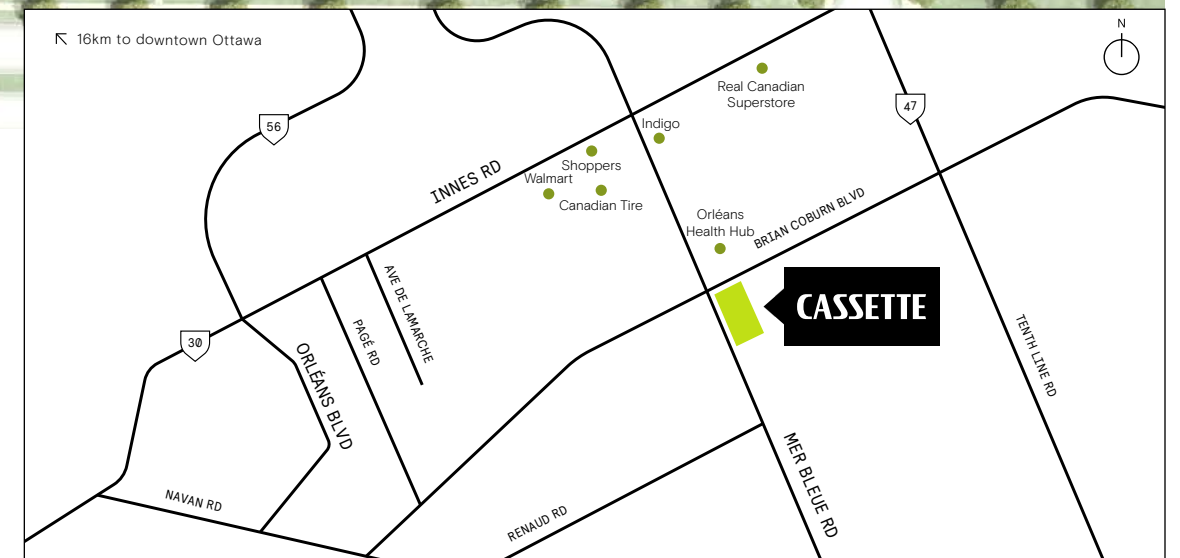 16km to downtown Ottawa
N
Real Canadian
Superstore
47
Indigo
56
Shoppers
Walmart
Canadian Tire
INNES RD
Orléans
Health Hub
BRIAN COBURN BLVD
CASSETTE
AVE DE LAMARCHE
PAGÉ RD
30
ORLÉANS BLVD
TENTH LINE RD
MER BLEUE RD
NAVAN RD
RENAUD RD